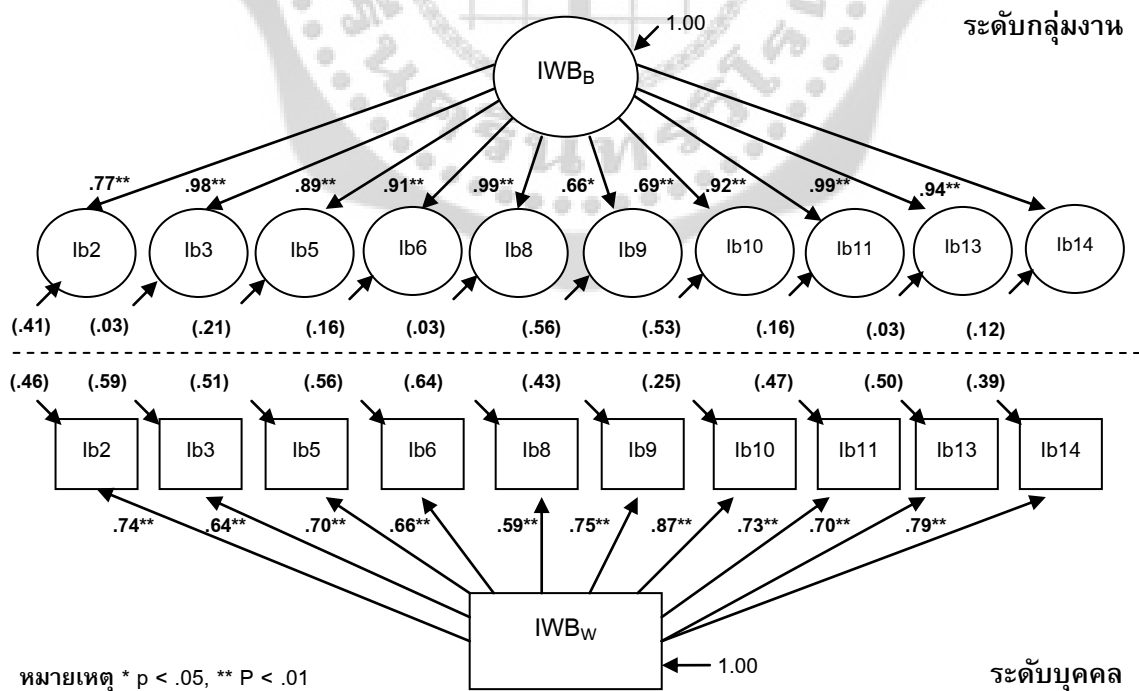 1.00
ระดับกลุ่มงาน
IWBB
.77** .98** .89** .91** .99** .66* .69** .92** .99** .94**
Ib2 Ib3 Ib5 Ib6 Ib8 Ib9 Ib10 Ib11 Ib13 Ib14
(.41) (.03) (.21) (.16) (.03) (.56) (.53) (.16) (.03) (.12)
(.46) (.59) (.51) (.56) (.64) (.43) (.25) (.47) (.50) (.39)
Ib2 Ib3 Ib5 Ib6 Ib8 Ib9 Ib10 Ib11 Ib13 Ib14
.74** .64** .70** .66** .59** .75** .87** .73** .70** .79**
IWBW
1.00
หมายเหตุ * p < .05, ** P < .01 ระดับบุคคล